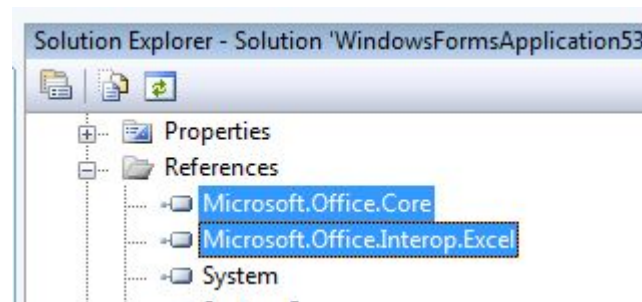 Solution Explorer - Solution 'WindowsFormsApplication53
Properties
References
Microsoft.Office.Core
Microsoft.Office.Interop.Excel
System